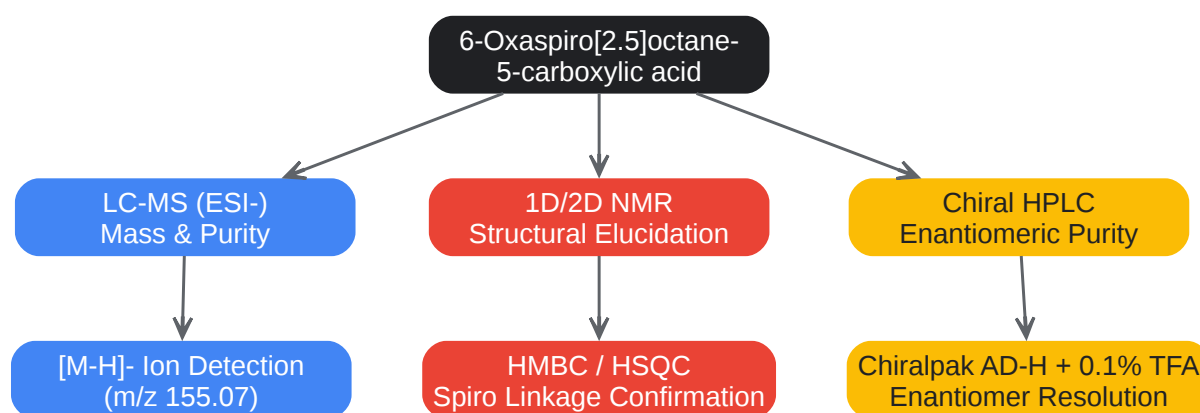 6-Oxaspiro[2.5]octane-
5-carboxylic acid
LC-MS (ESI-)
Mass & Purity
1D/2D NMR
Structural Elucidation
Chiral HPLC
Enantiomeric Purity
[M-H]- Ion Detection
(m/z 155.07)
HMBC / HSQC
Spiro Linkage Confirmation
Chiralpak AD-H + 0.1% TFA
Enantiomer Resolution